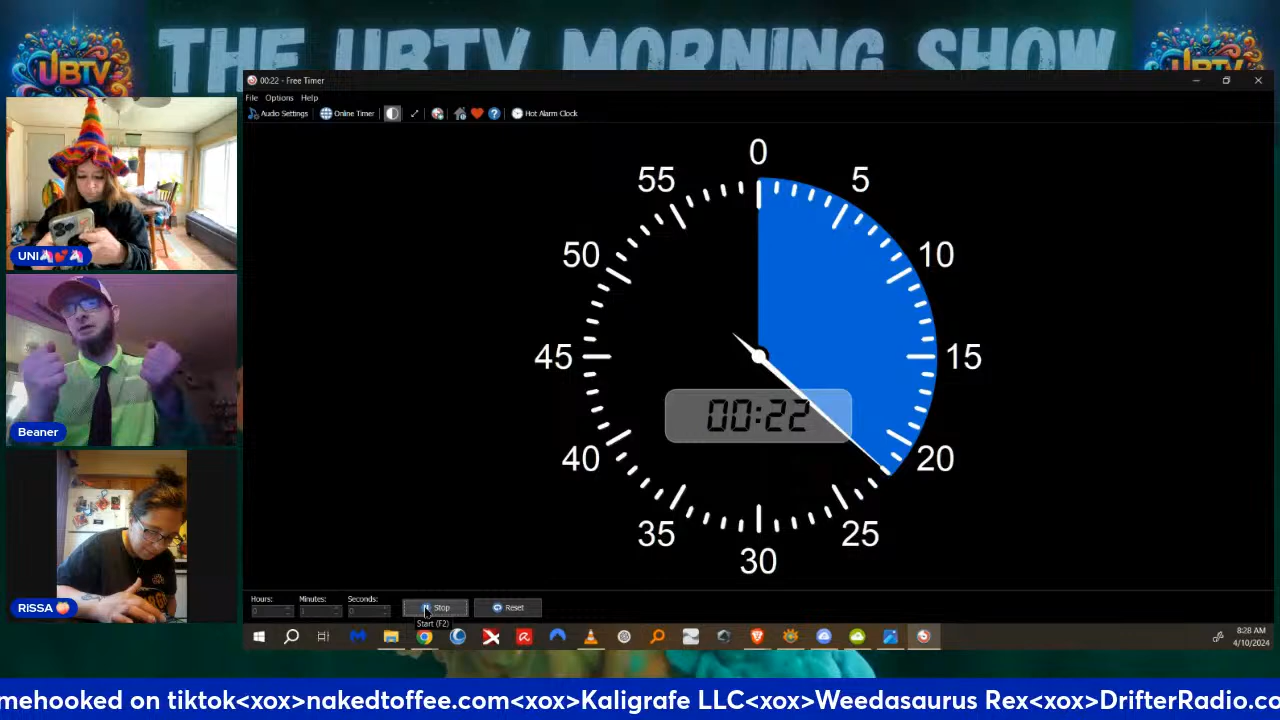 THE UBTV MORNING SHOW
UBTV
UBTV
00:22 - Free Timer
File Options Help
Audio Settings Online Timer Hot Alarm Clock
0
55 5
50 10
45 15
00:22
40 20
35 25
30
UNI🦄💕🦄
Beaner
RISSA 🍑
Hours: Minutes: Seconds:
0 1 0 Stop Reset
Start (F2)
8:28 AM
4/10/2024
mehooked on tiktok<xox>nakedtoffee.com<xox>Kaligrafe LLC<xox>Weedasaurus Rex<xox>DrifterRadio.co